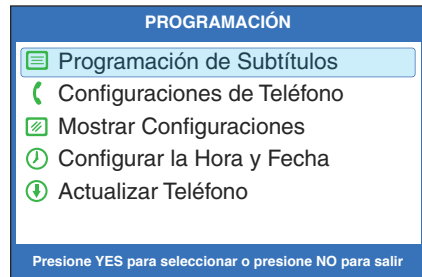 PROGRAMACIÓN
Programación de Subtítulos
Configuraciones de Teléfono
Mostrar Configuraciones
Configurar la Hora y Fecha
Actualizar Teléfono
Presione YES para seleccionar o presione NO para salir